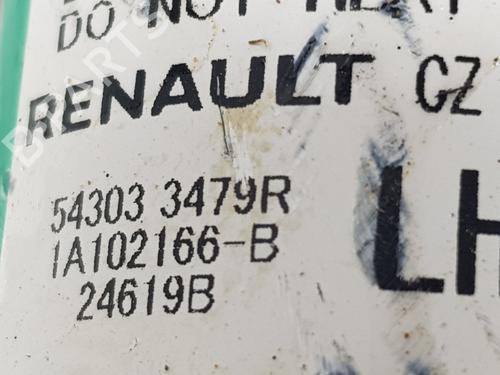 DO NOT HEAT
RENAULT GZ
54303 3479R
LH
1A102166-B
24619B